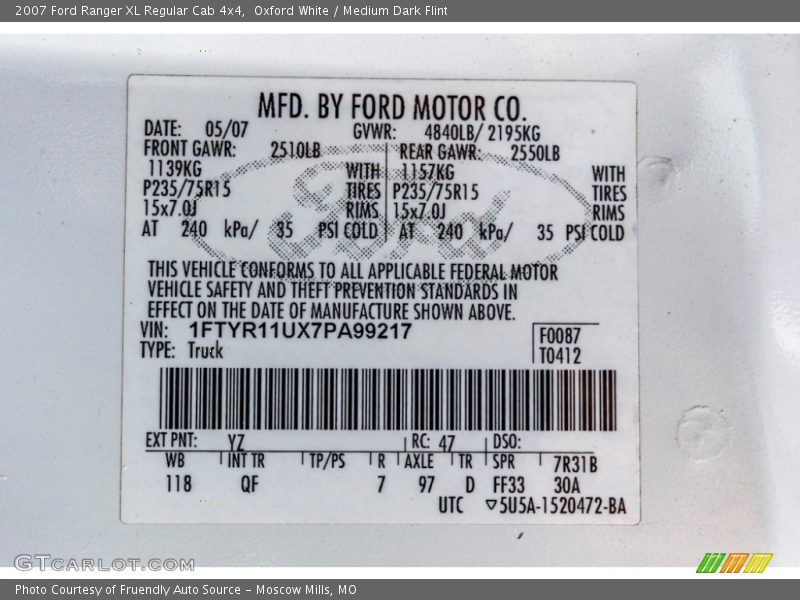 2007 Ford Ranger XL Regular Cab 4x4,  Oxford White / Medium Dark Flint
MFD. BY FORD MOTOR CO.
DATE: 05/07 GVWR: 4840LB/ 2195KG
FRONT GAWR: 2510LB REAR GAWR: 2550LB
1139KG WITH 1157KG WITH
P235/75R15 TIRES P235/75R15 TIRES
15x7.0J RIMS 15x7.0J RIMS
AT 240 kPa/ 35 PSI COLD AT 240 kPa/ 35 PSI COLD
Ford
THIS VEHICLE CONFORMS TO ALL APPLICABLE FEDERAL MOTOR
VEHICLE SAFETY AND THEFT PREVENTION STANDARDS IN
EFFECT ON THE DATE OF MANUFACTURE SHOWN ABOVE.
VIN: 1FTYR11UX7PA99217
F0087
TYPE: Truck
T0412
EXT PNT: YZ RC: 47 DSO:
WB INT TR TP/PS R AXLE TR SPR 7R31B
118 QF 7 97 D FF33 30A
UTC ▽5U5A-1520472-BA
GTCARLOT.COM
Photo Courtesy of Fruendly Auto Source - Moscow Mills, MO